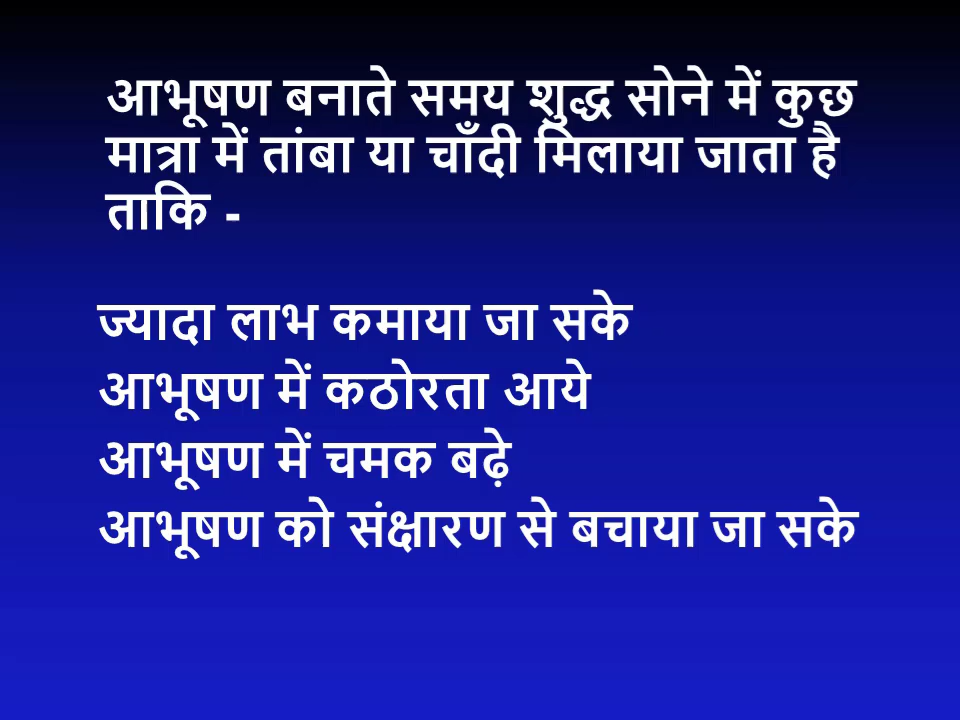 आभूषण बनाते समय शुद्ध सोने में कुछ
मात्रा में तांबा या चाँदी मिलाया जाता है
ताकि -
ज्यादा लाभ कमाया जा सके
आभूषण में कठोरता आये
आभूषण में चमक बढ़े
आभूषण को संक्षारण से बचाया जा सके